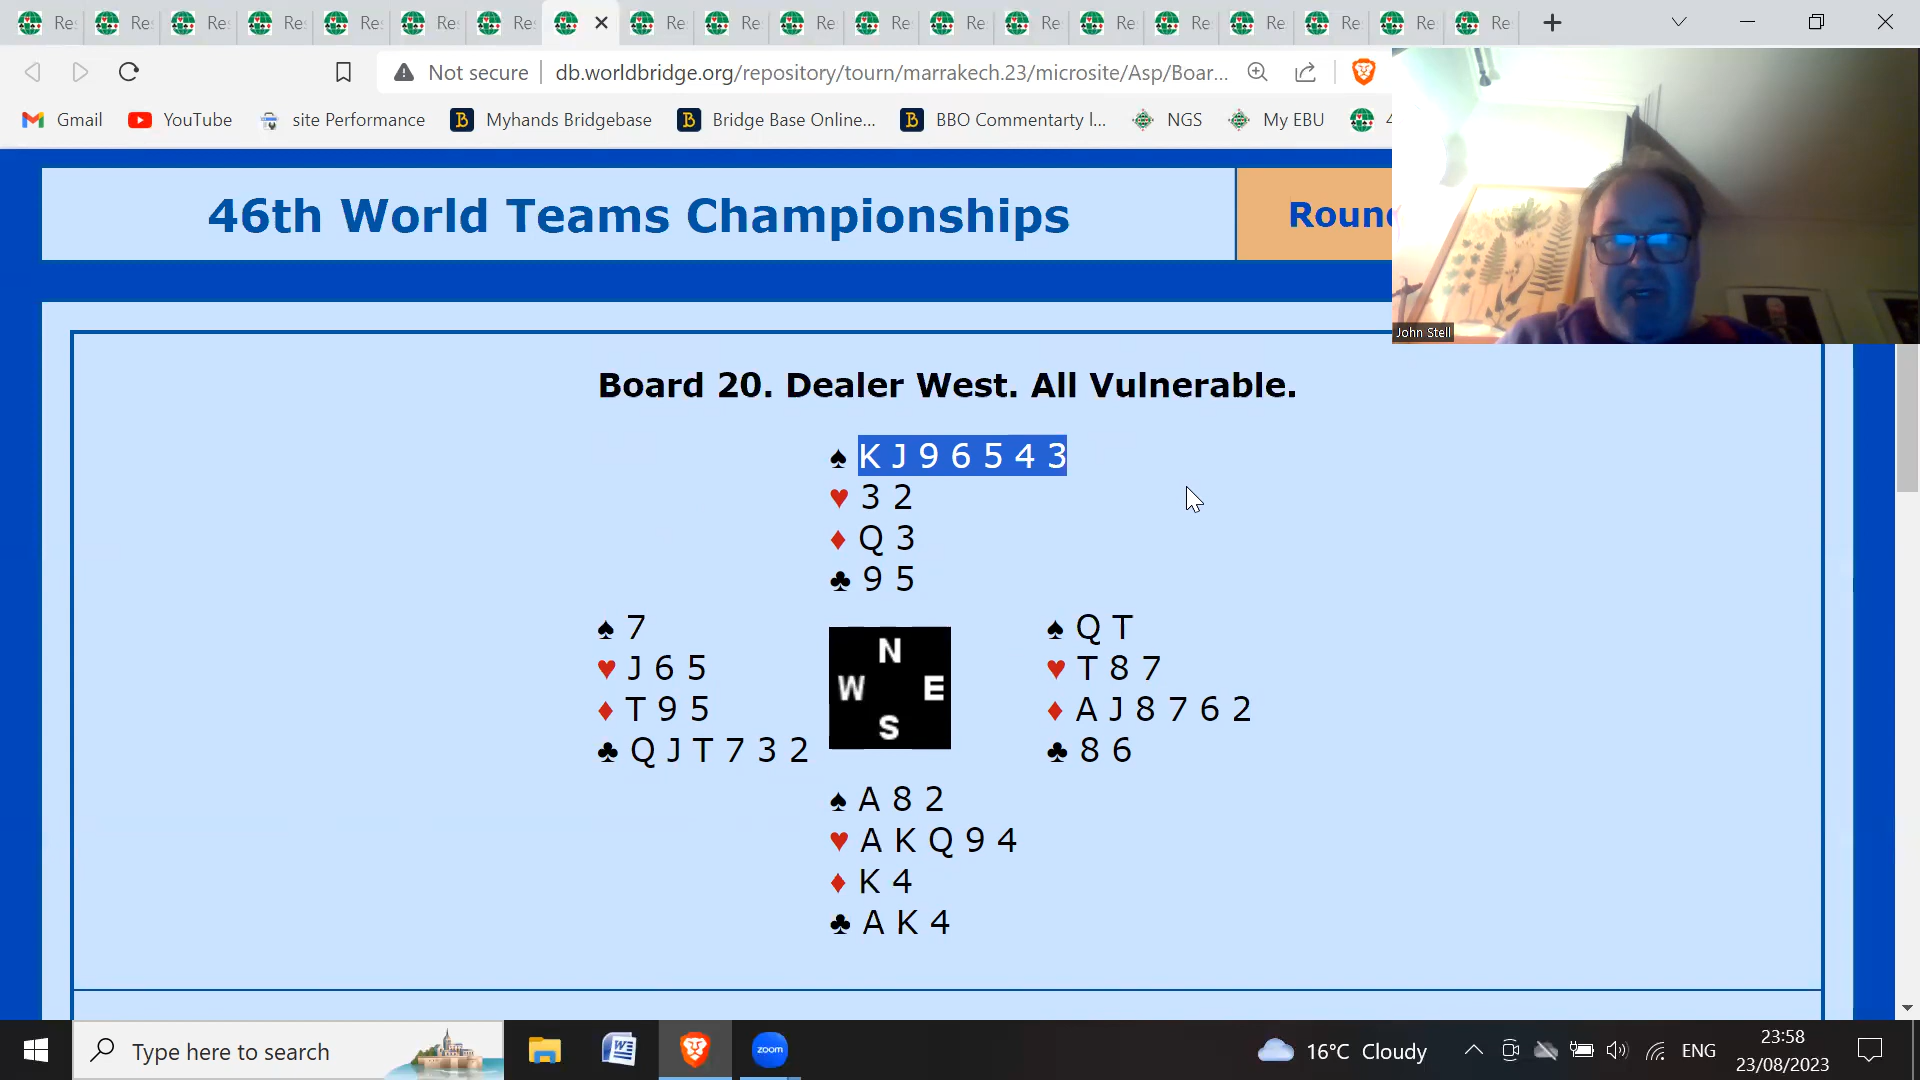 Re Re Re Re Re Re Re Re Re Re Re Re Re Re Re Re Re Re Re
Not secure db.worldbridge.org/repository/tourn/marrakech.23/microsite/Asp/Boar...
Gmail YouTube site Performance Myhands Bridgebase Bridge Base Online... BBO Commentarty l... NGS My EBU
46th World Teams Championships
John Stell
Board 20. Dealer West. All Vulnerable.
♠ K J 9 6 5 4 3
♥ 3 2
♦ Q 3
♣ 9 5
♠ 7
♥ J 6 5
♦ T 9 5
♣ Q J T 7 3 2
N
W E
S
♠ Q T
♥ T 8 7
♦ A J 8 7 6 2
♣ 8 6
♠ A 8 2
♥ A K Q 9 4
♦ K 4
♣ A K 4
Type here to search
zoom
16°C Cloudy
ENG
23:58
23/08/2023